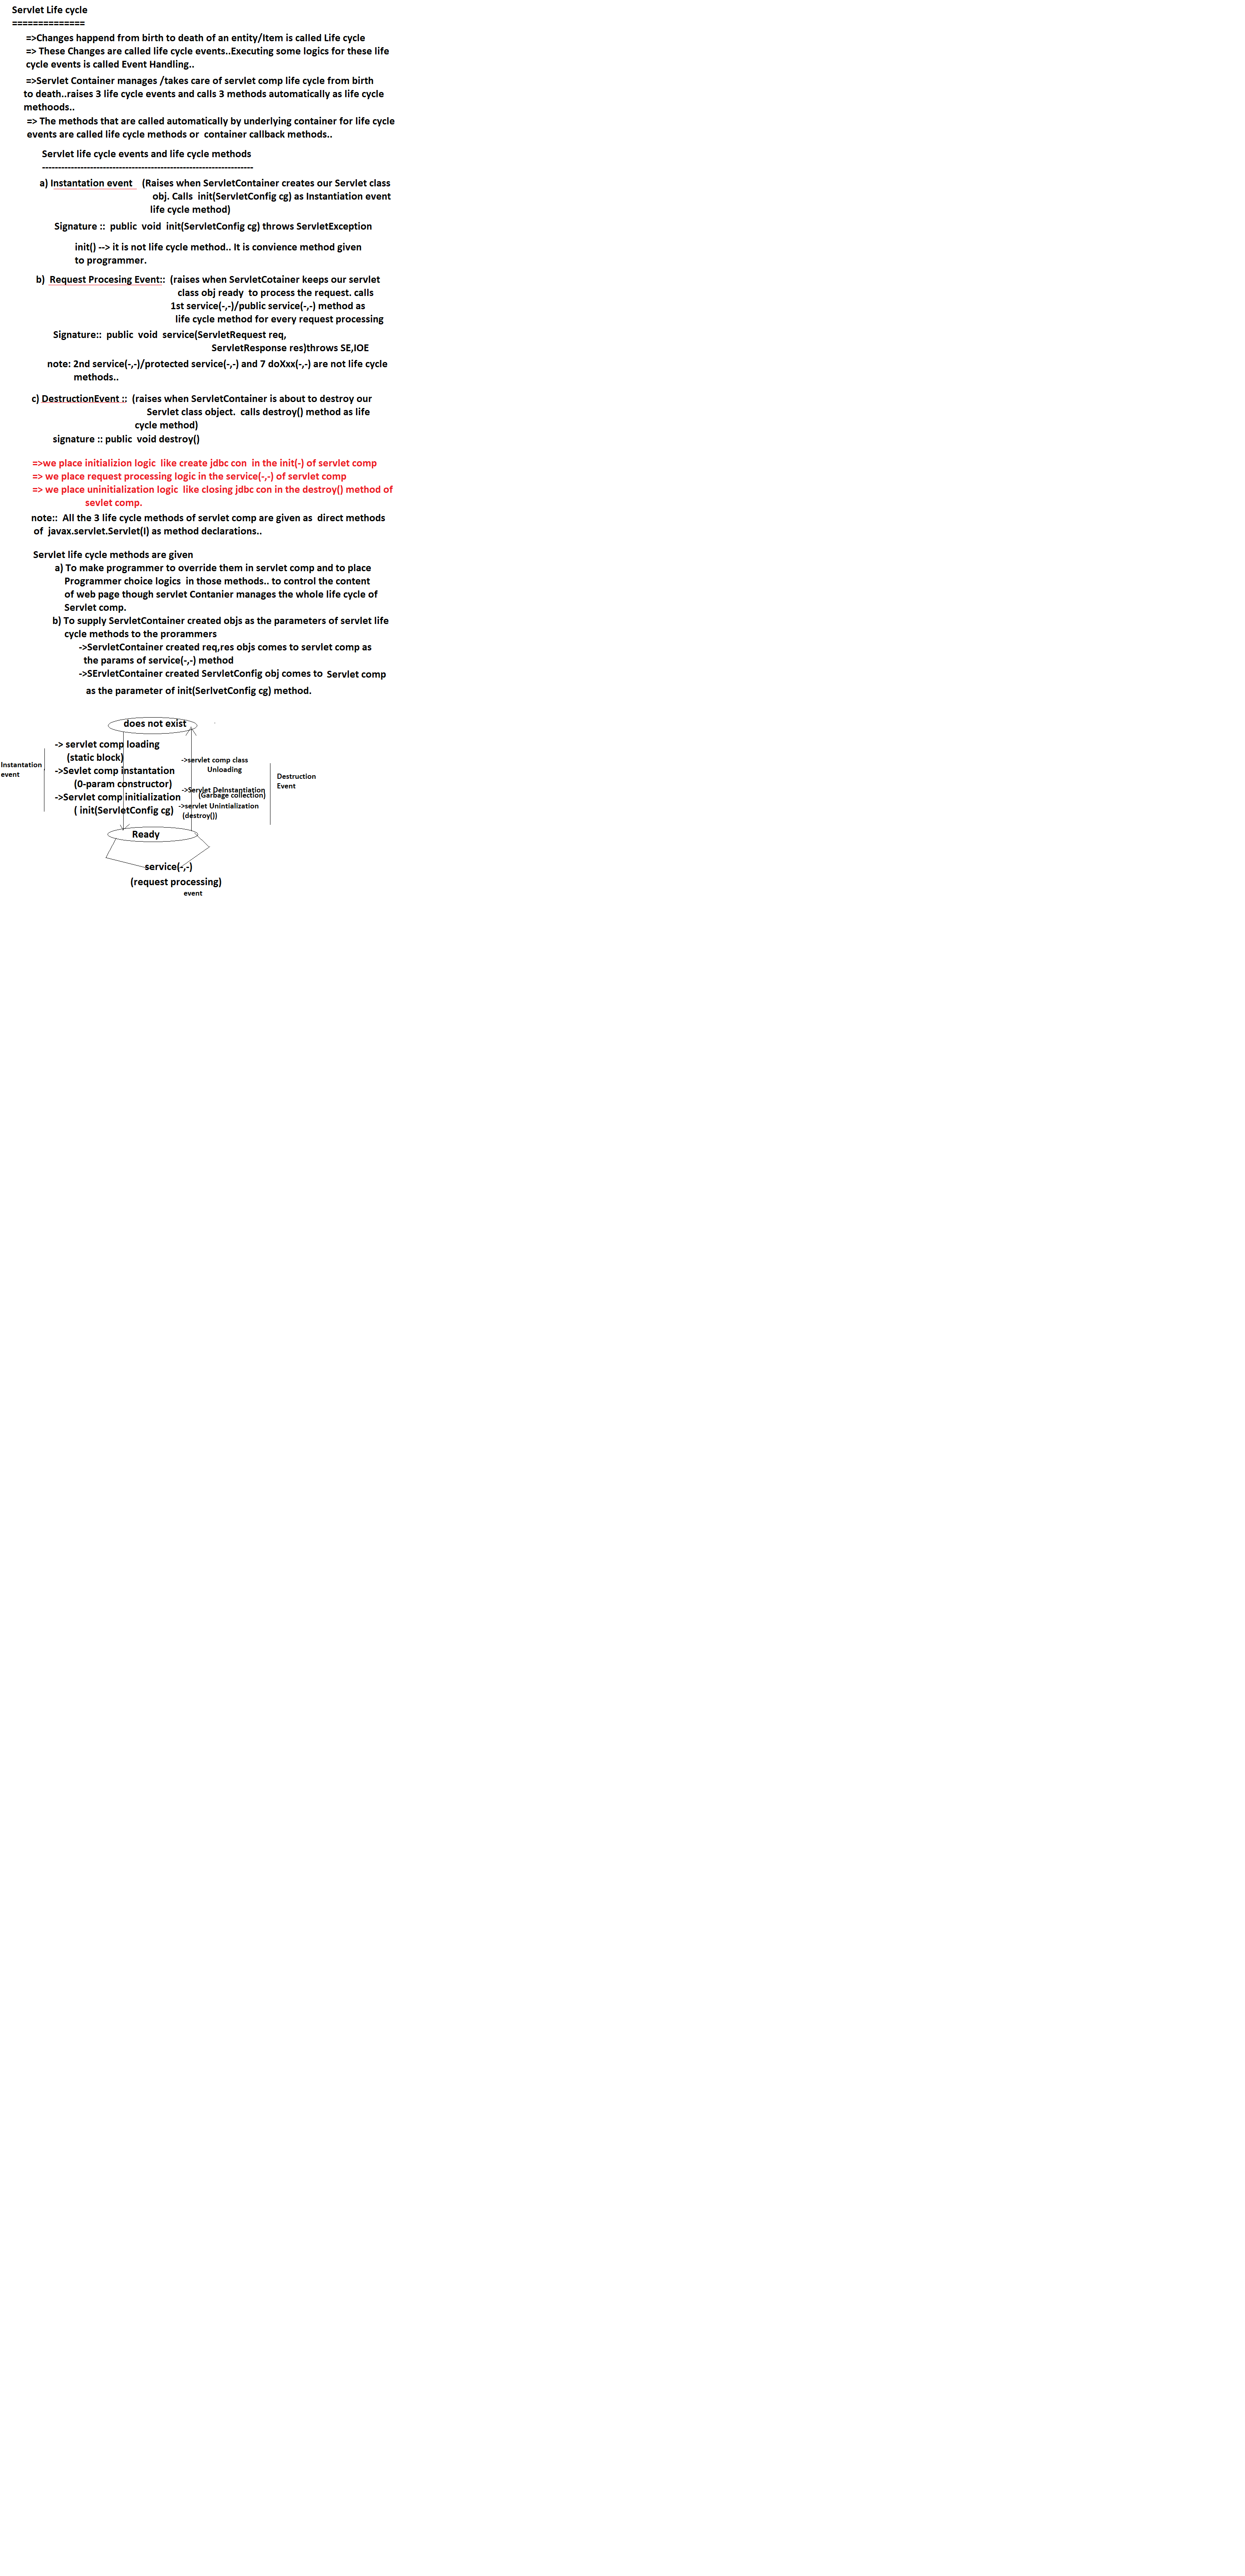 Servlet Life cycle
==============
=>Changes happend from birth to death of an entity/Item is called Life cycle
=> These Changes are called life cycle events..Executing some logics for these life
cycle events is called Event Handling..
=>Servlet Container manages /takes care of servlet comp life cycle from birth
to death..raises 3 life cycle events and calls 3 methods automatically as life cycle
methoods..
=> The methods that are called automatically by underlying container for life cycle
events are called life cycle methods or  container callback methods..
Servlet life cycle events and life cycle methods
------------------------------------------------------------------
a) Instantation event    (Raises when ServletContainer creates our Servlet class
obj. Calls  init(ServletConfig cg) as Instantiation event
life cycle method)
Signature ::  public  void  init(ServletConfig cg) throws ServletException
init() --> it is not life cycle method.. It is convience method given
to programmer.
b)  Request Procesing Event::  (raises when ServletCotainer keeps our servlet
class obj ready  to process the request. calls
1st service(-,-)/public service(-,-) method as
life cycle method for every request processing
Signature::  public  void  service(ServletRequest req,
ServletResponse res)throws SE,IOE
note: 2nd service(-,-)/protected service(-,-) and 7 doXxx(-,-) are not life cycle
methods..
c) DestructionEvent ::  (raises when ServletContainer is about to destroy our
Servlet class object.  calls destroy() method as life
cycle method)
signature :: public  void destroy()
=>we place initializion logic  like create jdbc con  in the init(-) of servlet comp
=> we place request processing logic in the service(-,-) of servlet comp
=> we place uninitialization logic  like closing jdbc con in the destroy() method of
sevlet comp.
note::  All the 3 life cycle methods of servlet comp are given as  direct methods
of  javax.servlet.Servlet(I) as method declarations..
Servlet life cycle methods are given
a) To make programmer to override them in servlet comp and to place
Programmer choice logics  in those methods.. to control the content
of web page though servlet Contanier manages the whole life cycle of
Servlet comp.
b) To supply ServletContainer created objs as the parameters of servlet life
cycle methods to the prorammers
->ServletContainer created req,res objs comes to servlet comp as
the params of service(-,-) method
->SErvletContainer created ServletConfig obj comes to  Servlet comp
as the parameter of init(SerlvetConfig cg) method.
does not exist
-> servlet comp loading
(static block)
->Sevlet comp instantation
(0-param constructor)
->Servlet comp initialization
( init(ServletConfig cg)
Instantation
event
->servlet comp class
Unloading
->Servlet DeInstantiation
(Garbage collection)
->servlet Unintialization
(destroy())
Destruction
Event
Ready
service(-,-)
(request processing)
event